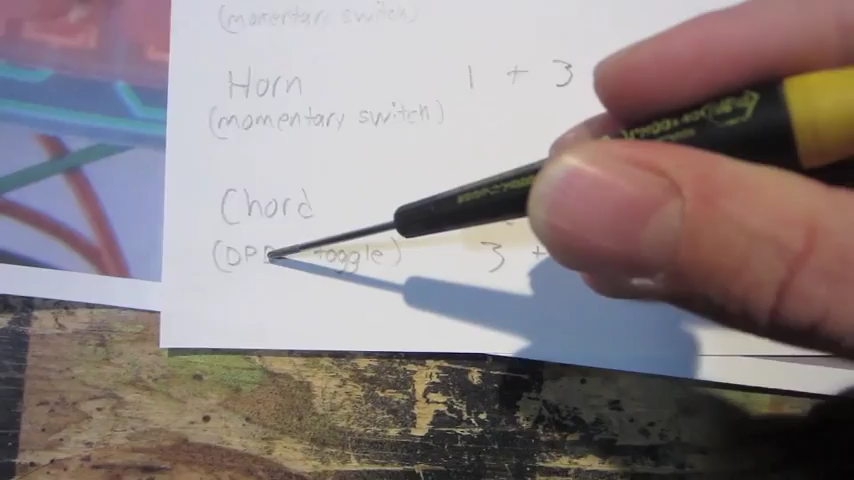 (momentary switch)
Horn 1 + 3
(momentary switch)
Chord
toggle) 3 +